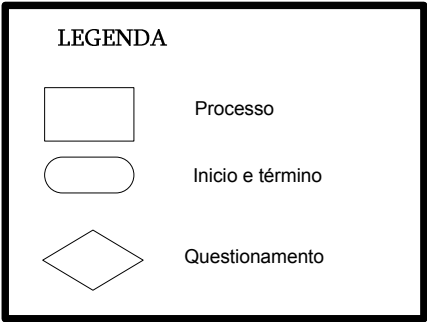 LEGENDA
Processo
Inicio e término
Questionamento